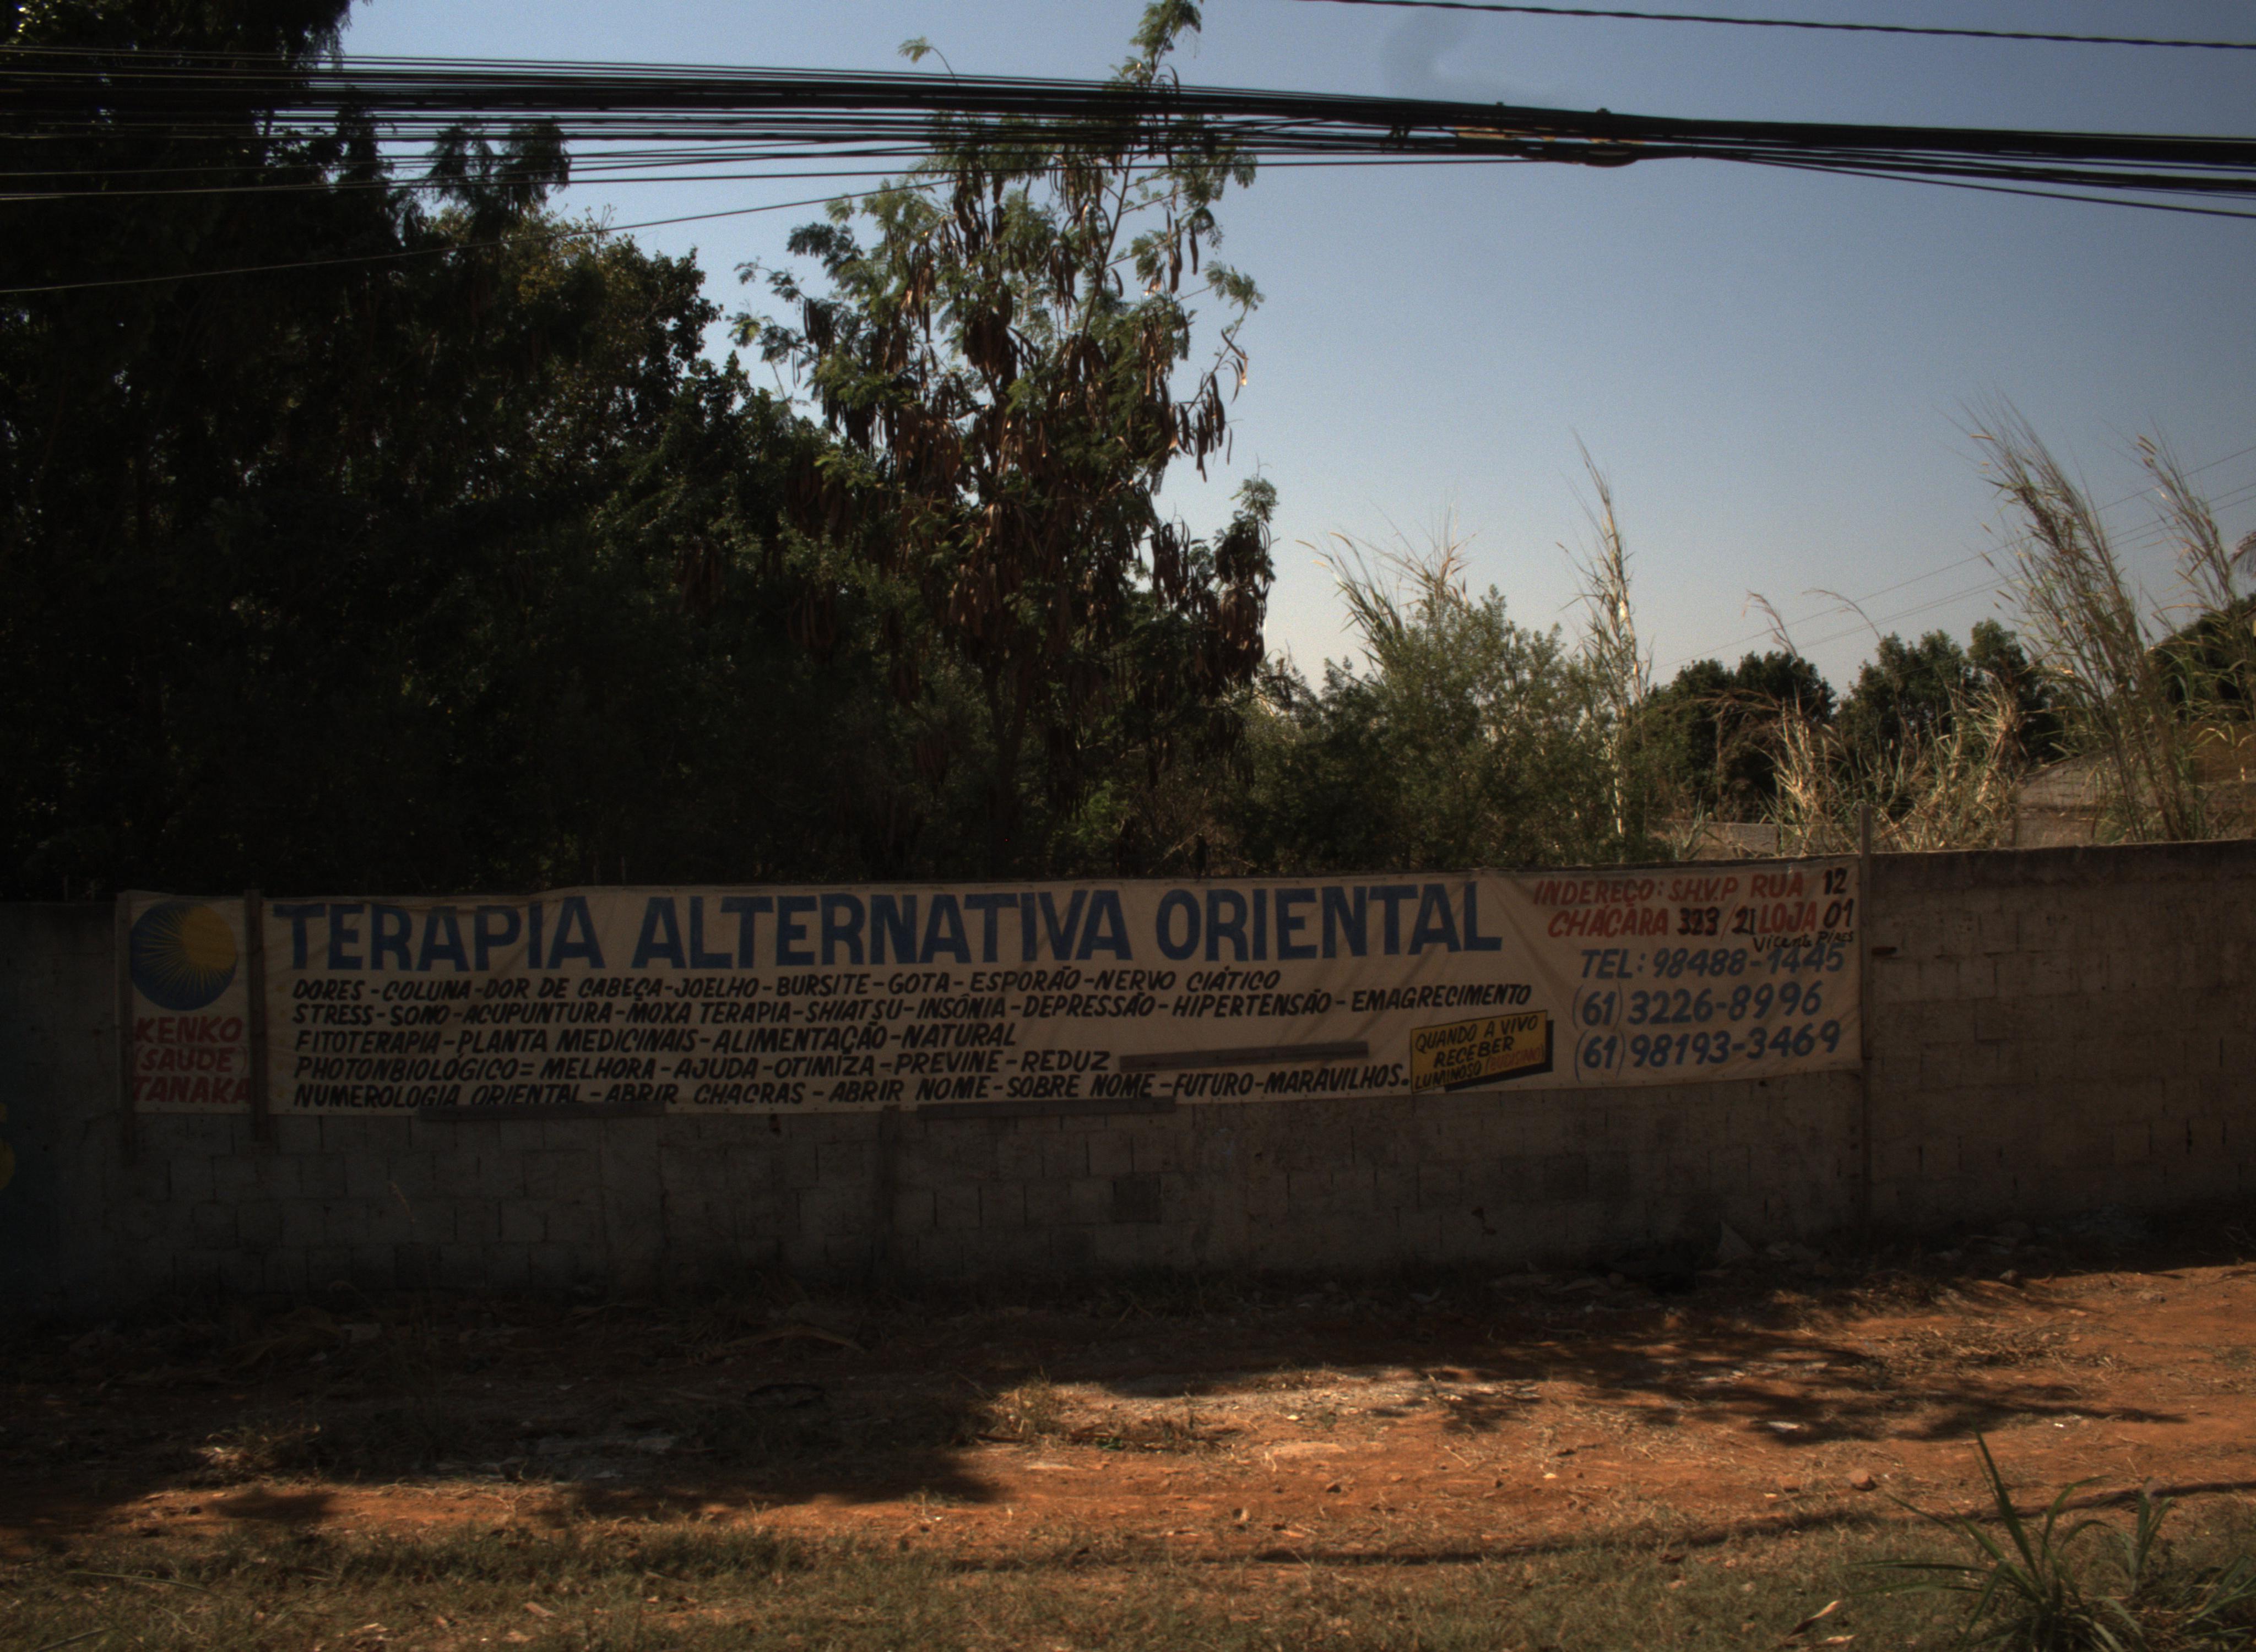 KENKO
(SAUDE)
TANAKA
TERAPIA ALTERNATIVA ORIENTAL
DORES-COLUNA-DOR DE CABEÇA-JOELHO-BURSITE-GOTA-ESPORÃO-NERVO CIÁTICO
STRESS-SONO-ACUPUNTURA-MOXA TERAPIA-SHIATSU-INSÔNIA-DEPRESSÃO-HIPERTENSÃO-EMAGRECIMENTO
FITOTERAPIA-PLANTA MEDICINAIS-ALIMENTAÇÃO-NATURAL
PHOTONBIOLÓGICO=MELHORA-AJUDA-OTIMIZA-PREVINE-REDUZ
NUMEROLOGIA ORIENTAL-ABRIR CHACRAS-ABRIR NOME-SOBRE NOME-FUTURO-MARAVILHOS.
QUANDO A VIVO
RECEBER
LUMINOSO
INDEREÇO: S.H.V.P RUA 12
CHÁCARA /21 LOJA 01
Vicente Pires
TEL: 98488-1445
(61) 3226-8996
(61) 98193-3469